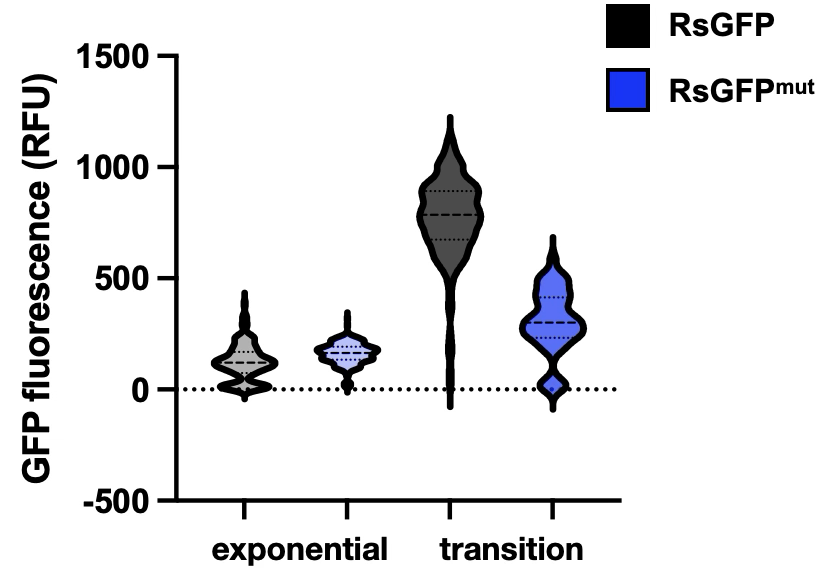 RsGFP
RsGFPᵐᵘᵗ
GFP fluorescence (RFU)
1500
1000
500
0
-500
exponential transition